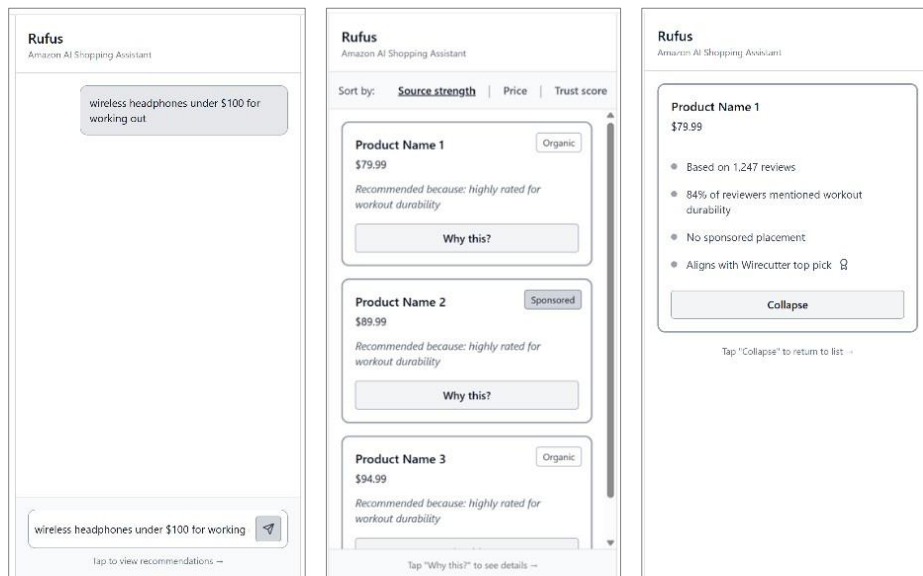 Rufus
Amazon AI Shopping Assistant
wireless headphones under $100 for
working out
wireless headphones under $100 for working
Tap to view recommendations →
Rufus
Amazon AI Shopping Assistant
Sort by: Source strength | Price | Trust score
Product Name 1
Organic
$79.99
Recommended because: highly rated for
workout durability
Why this?
Product Name 2
Sponsored
$89.99
Recommended because: highly rated for
workout durability
Why this?
Product Name 3
Organic
$94.99
Recommended because: highly rated for
workout durability
Tap "Why this?" to see details →
Rufus
Amazon AI Shopping Assistant
Product Name 1
$79.99
Based on 1,247 reviews
84% of reviewers mentioned workout
durability
No sponsored placement
Aligns with Wirecutter top pick
Collapse
Tap "Collapse" to return to list →